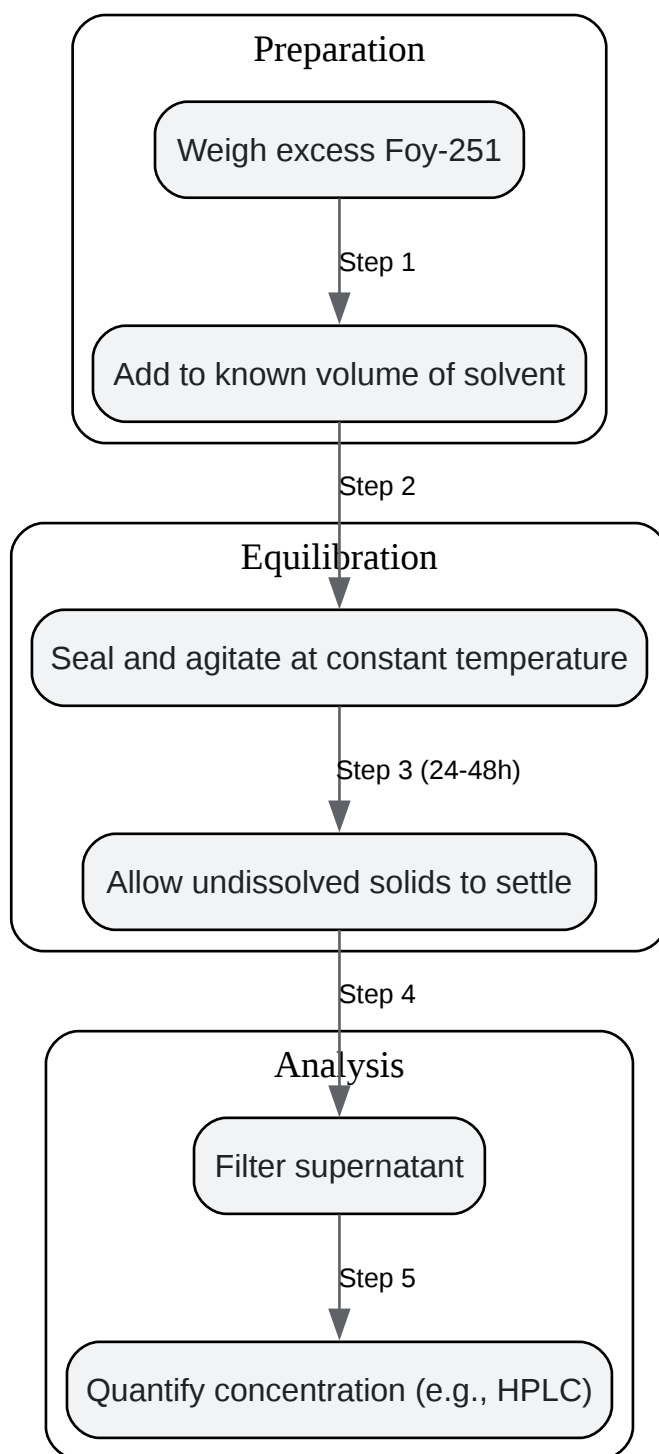 Preparation
Weigh excess Foy-251
Step 1
Add to known volume of solvent
Step 2
Equilibration
Seal and agitate at constant temperature
Step 3 (24-48h)
Allow undissolved solids to settle
Step 4
Analysis
Filter supernatant
Step 5
Quantify concentration (e.g., HPLC)